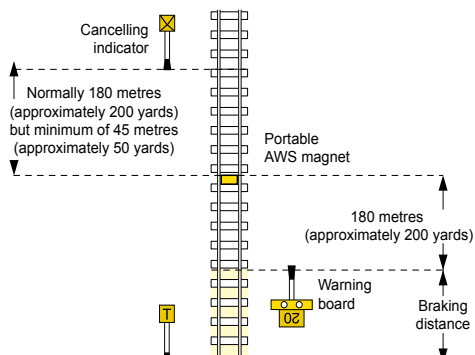 Cancelling
indicator
Normally 180 metres
(approximately 200 yards)
but minimum of 45 metres
(approximately 50 yards)
Portable
AWS magnet
180 metres
(approximately 200 yards)
Warning
board
20
Braking
distance
T